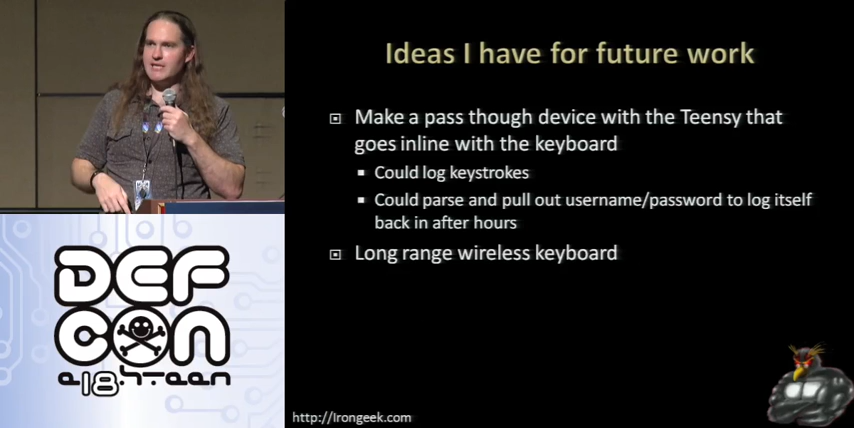 Ideas I have for future work
Make a pass though device with the Teensy that
goes inline with the keyboard
Could log keystrokes
Could parse and pull out username/password to log itself
back in after hours
Long range wireless keyboard
DEF
CON
e18.hteen
http://Irongeek.com